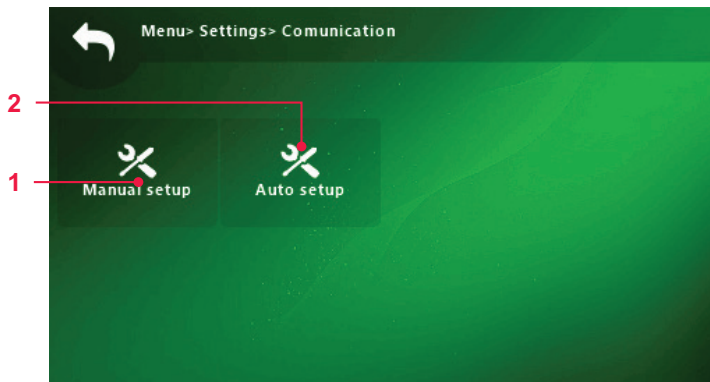 Menu> Settings> Comunication
2
1
Manual setup
Auto setup